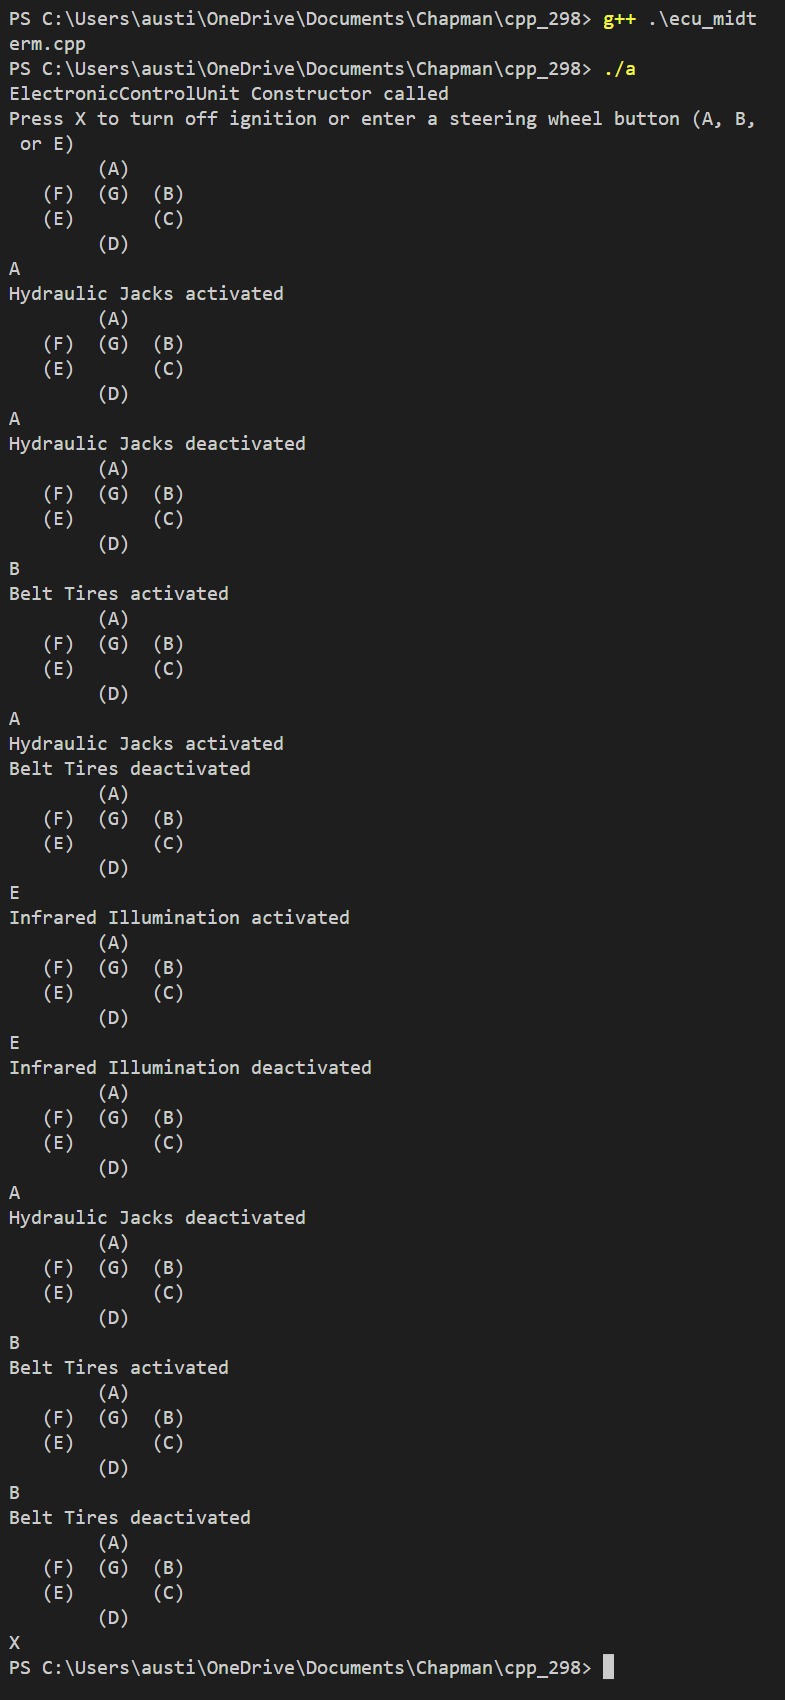 PS C:\Users\austi\OneDrive\Documents\Chapman\cpp_298> g++ .\ecu_midt
erm.cpp
PS C:\Users\austi\OneDrive\Documents\Chapman\cpp_298> ./a
ElectronicControlUnit Constructor called
Press X to turn off ignition or enter a steering wheel button (A, B,
 or E)
        (A)
   (F)  (G)  (B)
   (E)       (C)
        (D)
A
Hydraulic Jacks activated
        (A)
   (F)  (G)  (B)
   (E)       (C)
        (D)
A
Hydraulic Jacks deactivated
        (A)
   (F)  (G)  (B)
   (E)       (C)
        (D)
B
Belt Tires activated
        (A)
   (F)  (G)  (B)
   (E)       (C)
        (D)
A
Hydraulic Jacks activated
Belt Tires deactivated
        (A)
   (F)  (G)  (B)
   (E)       (C)
        (D)
E
Infrared Illumination activated
        (A)
   (F)  (G)  (B)
   (E)       (C)
        (D)
E
Infrared Illumination deactivated
        (A)
   (F)  (G)  (B)
   (E)       (C)
        (D)
A
Hydraulic Jacks deactivated
        (A)
   (F)  (G)  (B)
   (E)       (C)
        (D)
B
Belt Tires activated
        (A)
   (F)  (G)  (B)
   (E)       (C)
        (D)
B
Belt Tires deactivated
        (A)
   (F)  (G)  (B)
   (E)       (C)
        (D)
X
PS C:\Users\austi\OneDrive\Documents\Chapman\cpp_298>